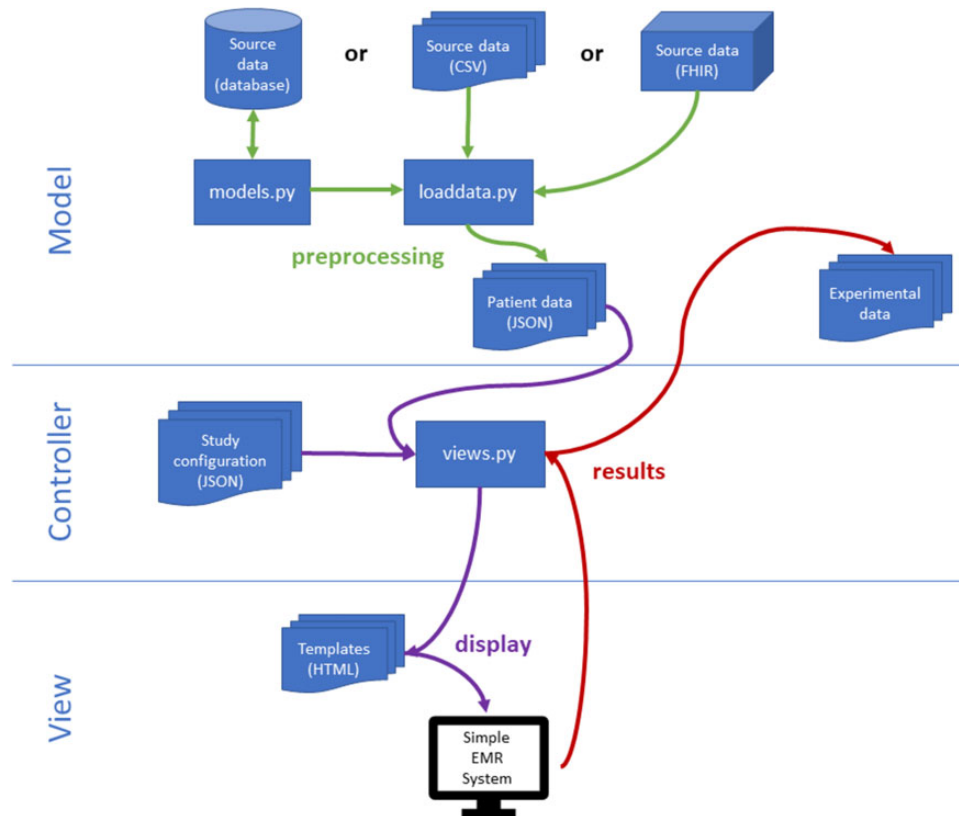 Source
data
(database)
or
Source data
(CSV)
or
Source data
(FHIR)
Model
models.py
loaddata.py
preprocessing
Patient data
(JSON)
Experimental
data
Controller
Study
configuration
(JSON)
views.py
results
View
Templates
(HTML)
display
Simple
EMR
System